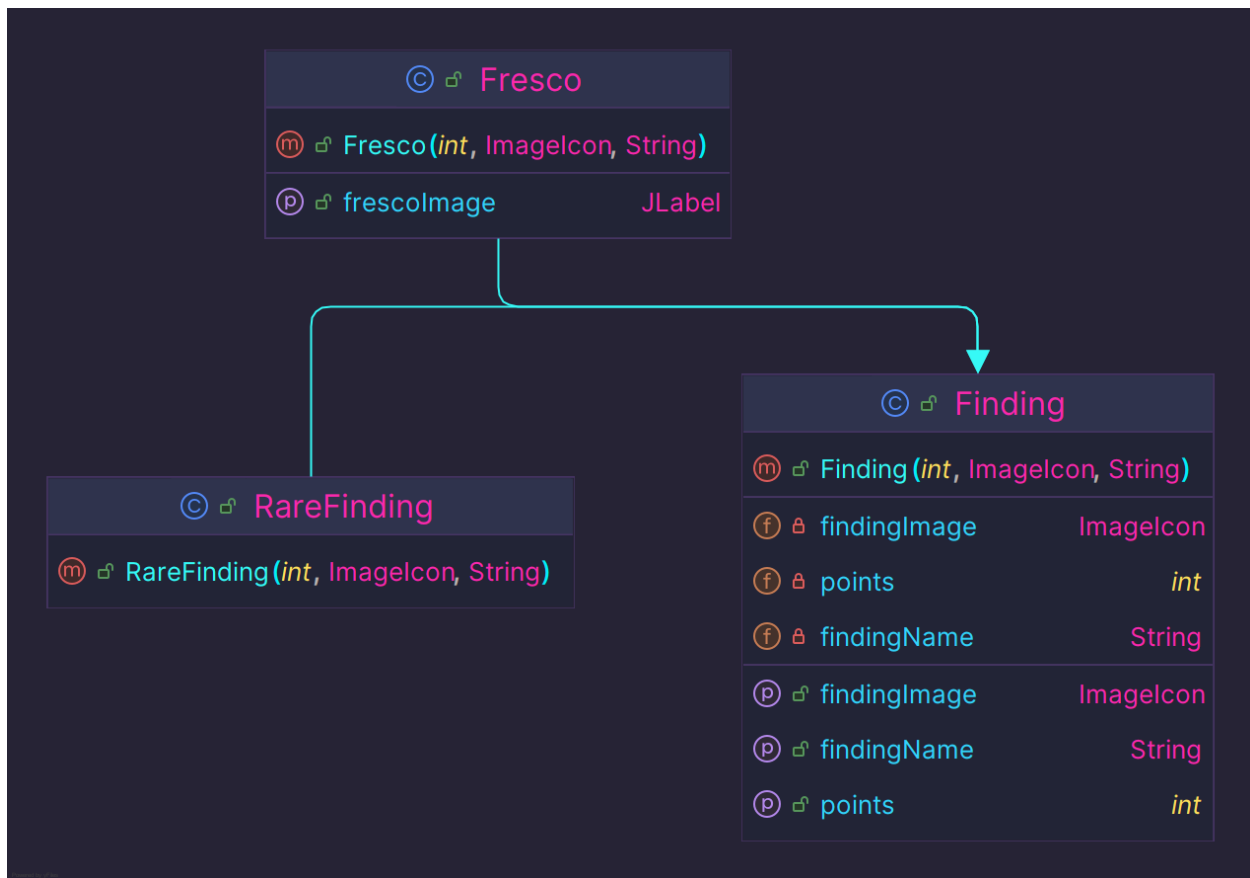 Fresco
Fresco(int, ImageIcon, String)
frescoImage JLabel
Finding
Finding(int, ImageIcon, String)
findingImage ImageIcon
points int
findingName String
findingImage ImageIcon
findingName String
points int
RareFinding
RareFinding(int, ImageIcon, String)